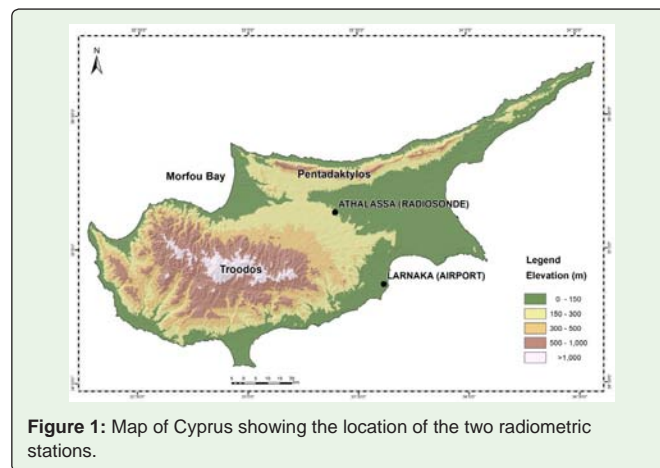 N
Morfou Bay
Pentadaktylos
ATHALASSA (RADIOSONDE)
Troodos
LARNAKA (AIRPORT)
Legend
Elevation (m)
0 - 150
150 - 300
300 - 500
500 - 1,000
>1,000
Figure 1: Map of Cyprus showing the location of the two radiometric
stations.